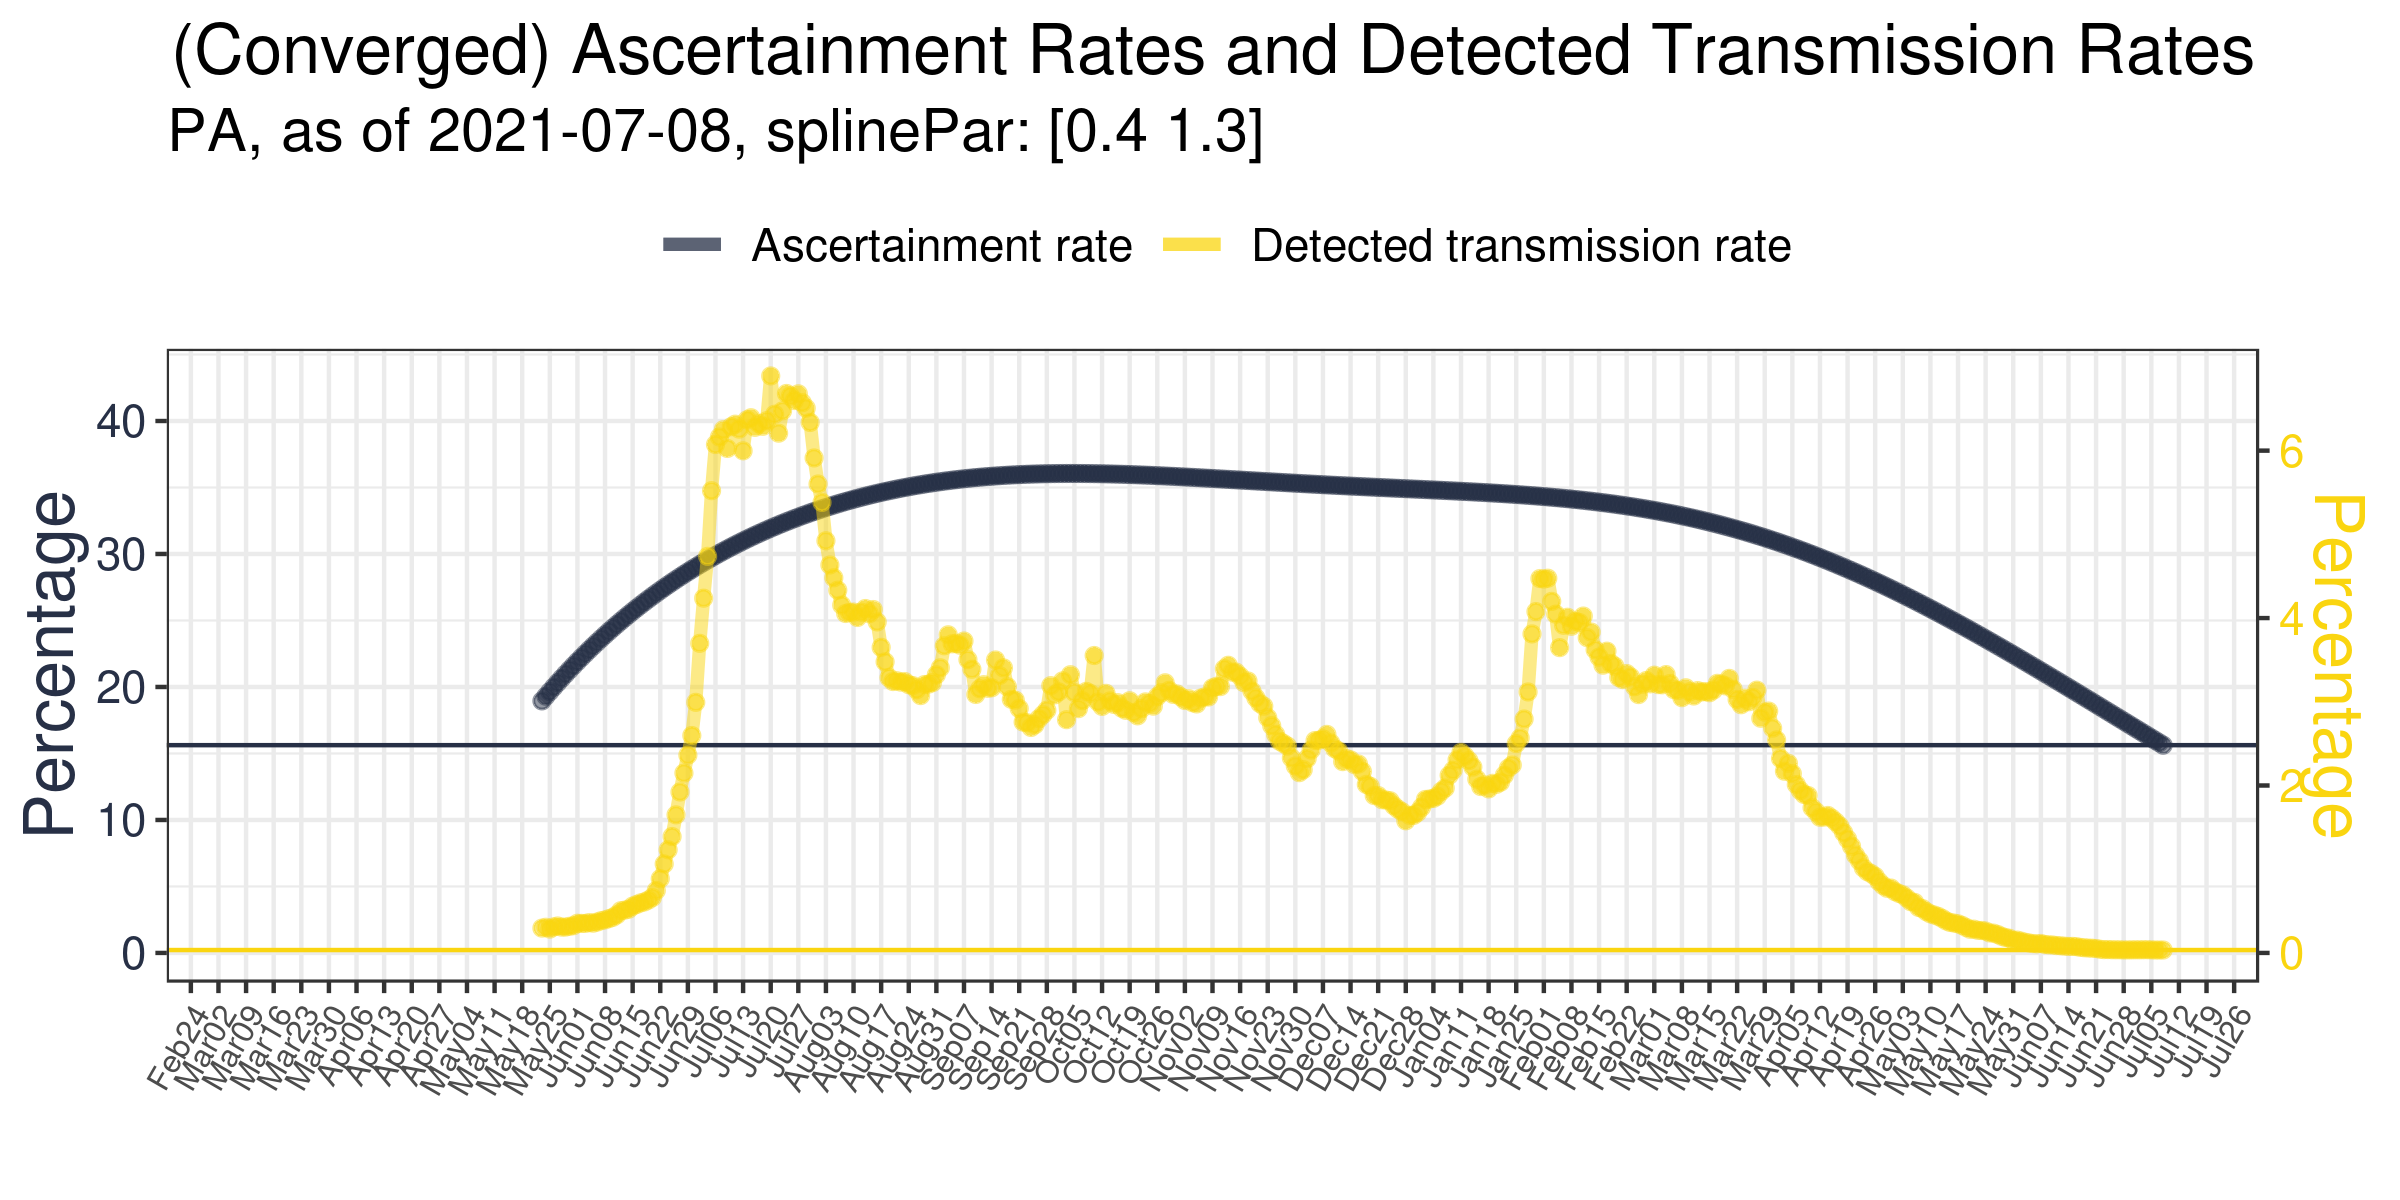 (Converged) Ascertainment Rates and Detected Transmission Rates
PA, as of 2021-07-08, splinePar: [0.4 1.3]
Ascertainment rate Detected transmission rate
Percentage
40
30
20
10
0
6
4
2
0
Percentage
Feb24 Mar02 Mar09 Mar16 Mar23 Mar30 Apr06 Apr13 Apr20 Apr27 May04 May11 May18 May25 Jun01 Jun08 Jun15 Jun22 Jun29 Jul06 Jul13 Jul20 Jul27 Aug03 Aug10 Aug17 Aug24 Aug31 Sep07 Sep14 Sep21 Sep28 Oct05 Oct12 Oct19 Oct26 Nov02 Nov09 Nov16 Nov23 Nov30 Dec07 Dec14 Dec21 Dec28 Jan04 Jan11 Jan18 Jan25 Feb01 Feb08 Feb15 Feb22 Mar01 Mar08 Mar15 Mar22 Mar29 Apr05 Apr12 Apr19 Apr26 May03 May10 May17 May24 May31 Jun07 Jun14 Jun21 Jun28 Jul05 Jul12 Jul19 Jul26